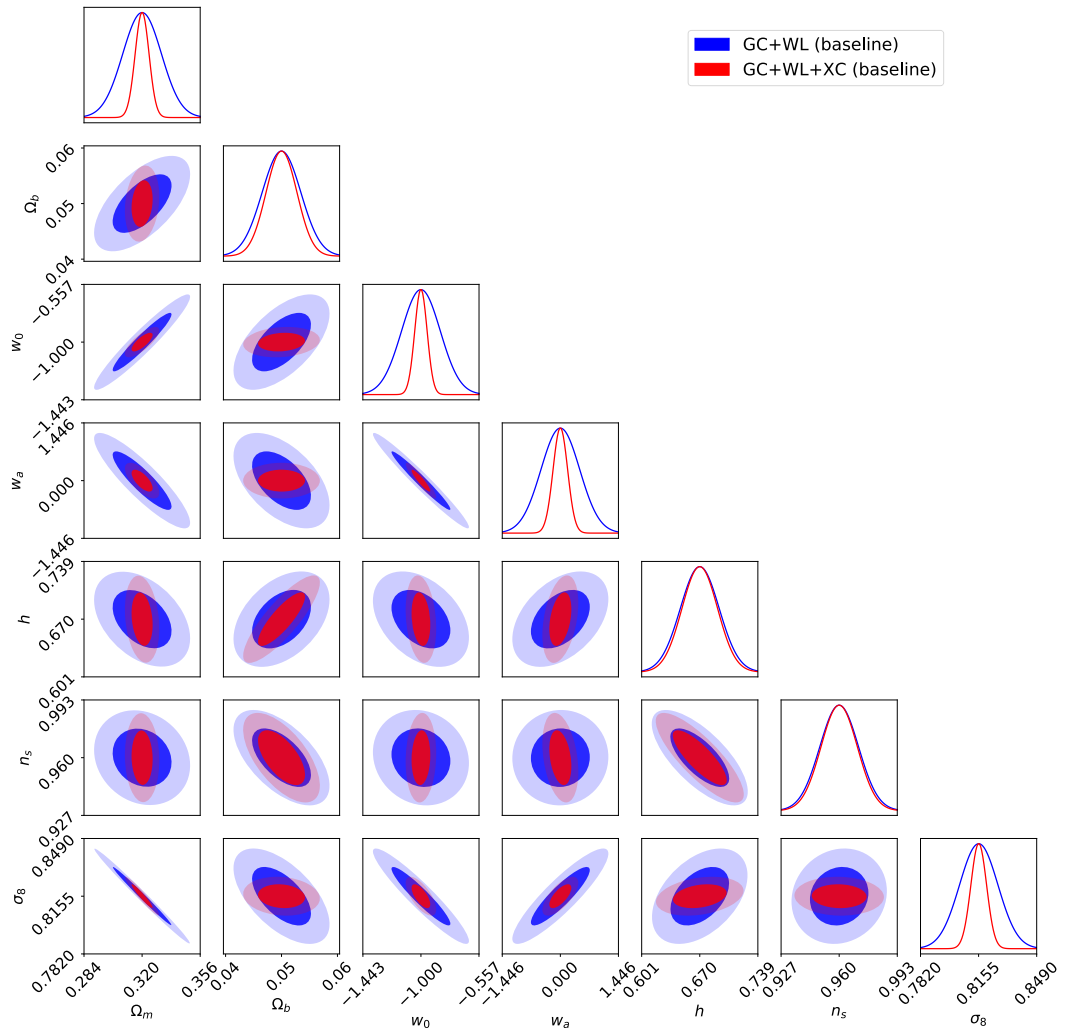 GC+WL (baseline)
GC+WL+XC (baseline)
0.06
0.05
0.04
Ω_b
−0.557
−1.000
−1.443
w_0
1.446
0.000
−1.446
w_a
0.739
0.670
0.601
h
0.993
0.960
0.927
n_s
0.8490
0.8155
0.7820
σ_8
0.284 0.320 0.356 0.04 0.05 0.06 −1.443 −1.000 −0.557 −1.446 0.000 1.446 0.601 0.670 0.739 0.927 0.960 0.993 0.7820 0.8155 0.8490
Ω_m Ω_b w_0 w_a h n_s σ_8